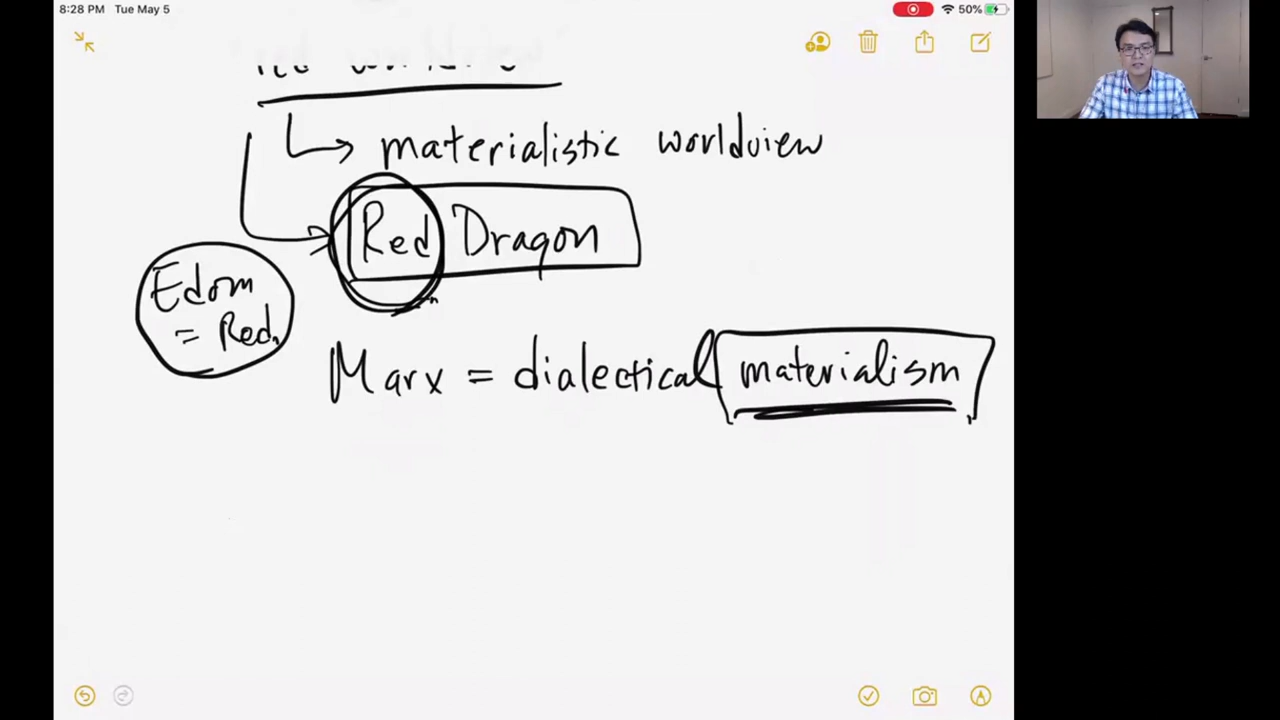 8:28 PM Tue May 5
50%
materialistic worldview
Red Dragon
Edom
= Red
Marx = dialectical materialism